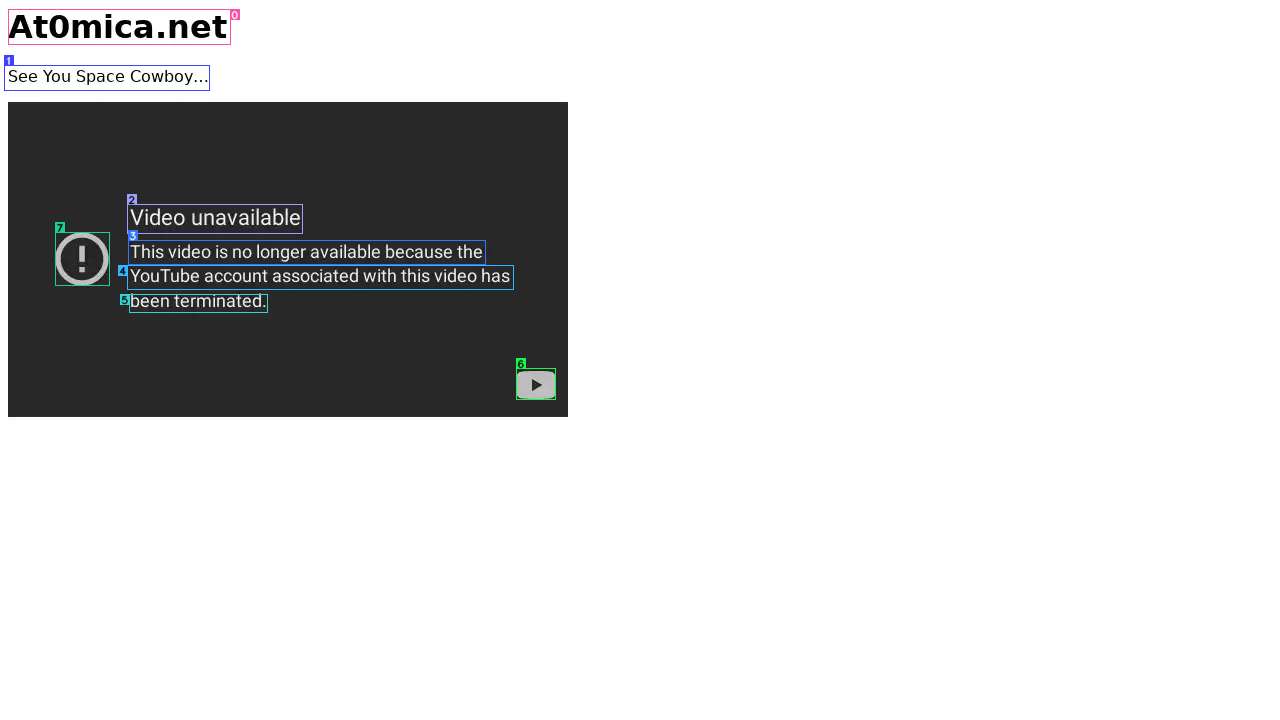 At0mica.net
See You Space Cowboy...
Video unavailable
This video is no longer available because the
YouTube account associated with this video has
been terminated.